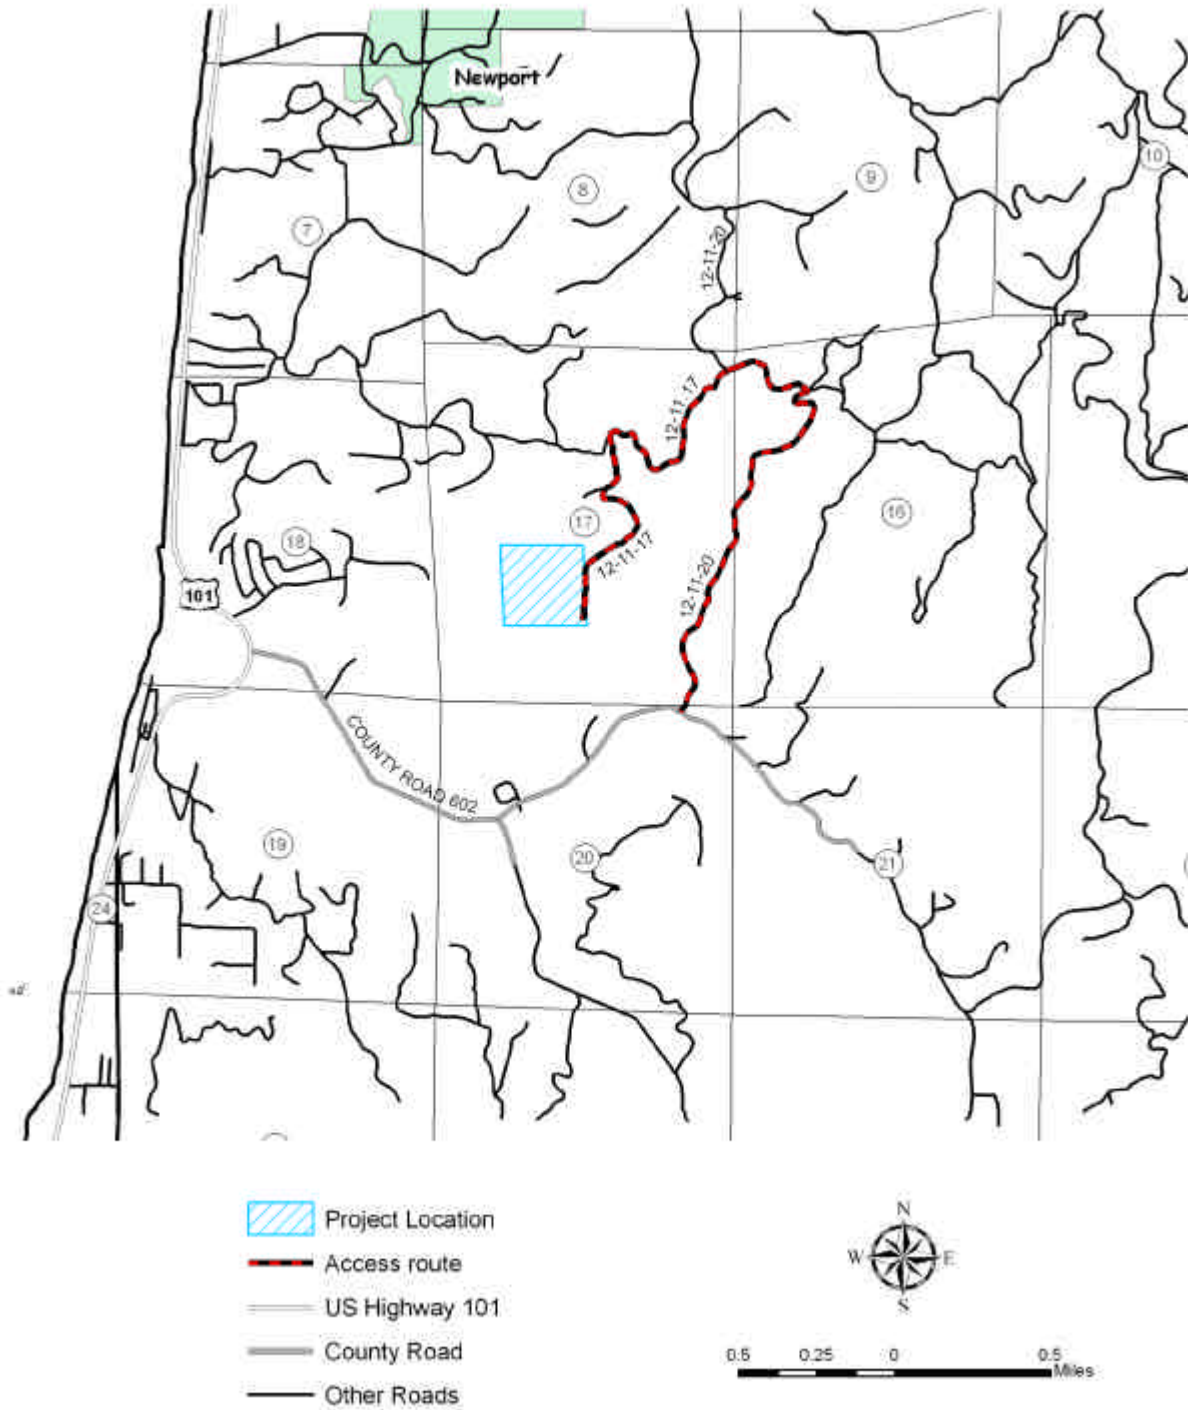 Newport
10
9
8
7
12-11-20
12-11-17
16
17
18
12-11-17
12-11-20
101
COUNTY ROAD 602
19
20
21
24
Project Location
Access route
US Highway 101
County Road
Other Roads
N
W E
S
0.5 0.25 0 0.5
Miles